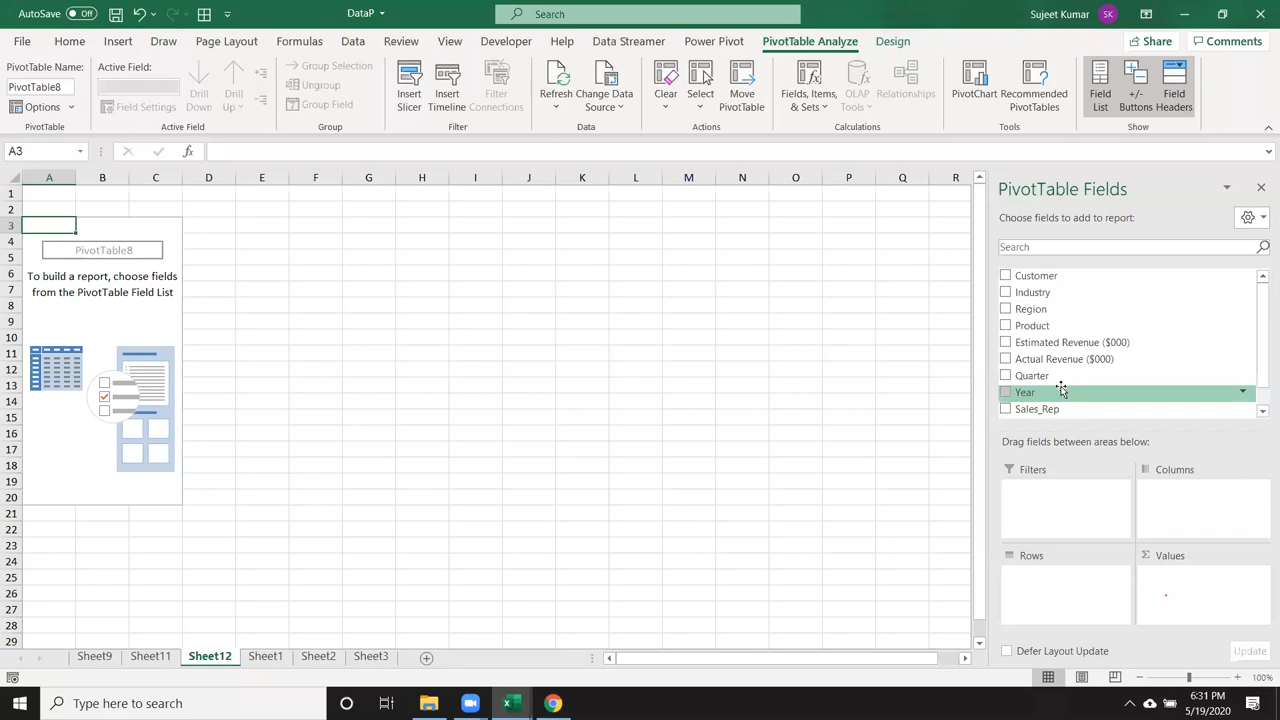 AutoSave Off DataP Search Sujeet Kumar SK
File Home Insert Draw Page Layout Formulas Data Review View Developer Help Data Streamer Power Pivot PivotTable Analyze Design Share Comments
PivotTable Name:
PivotTable8
Options
PivotTable
Active Field:
Field Settings
Drill Down
Drill Up
Active Field
Group Selection
Ungroup
Group Field
Group
Insert Slicer
Insert Timeline
Filter Connections
Filter
Refresh
Change Data Source
Data
Clear
Select
Move PivotTable
Actions
Fields, Items, & Sets
OLAP Tools
Relationships
Calculations
PivotChart
Recommended PivotTables
Tools
Field List
+/- Buttons
Field Headers
Show
A3 fx
A B C D E F G H I J K L M N O P Q R
1
2
3
4
5
6
7
8
9
10
11
12
13
14
15
16
17
18
19
20
21
22
23
24
25
26
27
28
29
PivotTable8
To build a report, choose fields
from the PivotTable Field List
PivotTable Fields
Choose fields to add to report:
Search
Customer
Industry
Region
Product
Estimated Revenue ($000)
Actual Revenue ($000)
Quarter
Year
Sales_Rep
Drag fields between areas below:
Filters Columns
Rows Σ Values
Defer Layout Update Update
Sheet9 Sheet11 Sheet12 Sheet1 Sheet2 Sheet3
100%
Type here to search
6:31 PM
5/19/2020